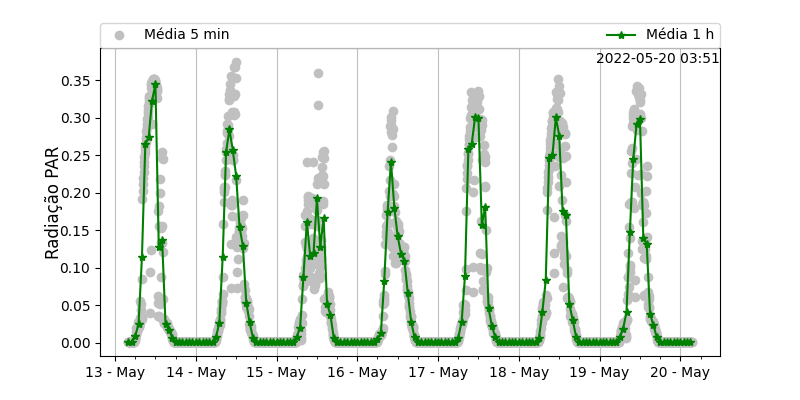 Média 5 min
Média 1 h
2022-05-20 03:51
Radiação PAR
0.35
0.30
0.25
0.20
0.15
0.10
0.05
0.00
13 - May
14 - May
15 - May
16 - May
17 - May
18 - May
19 - May
20 - May